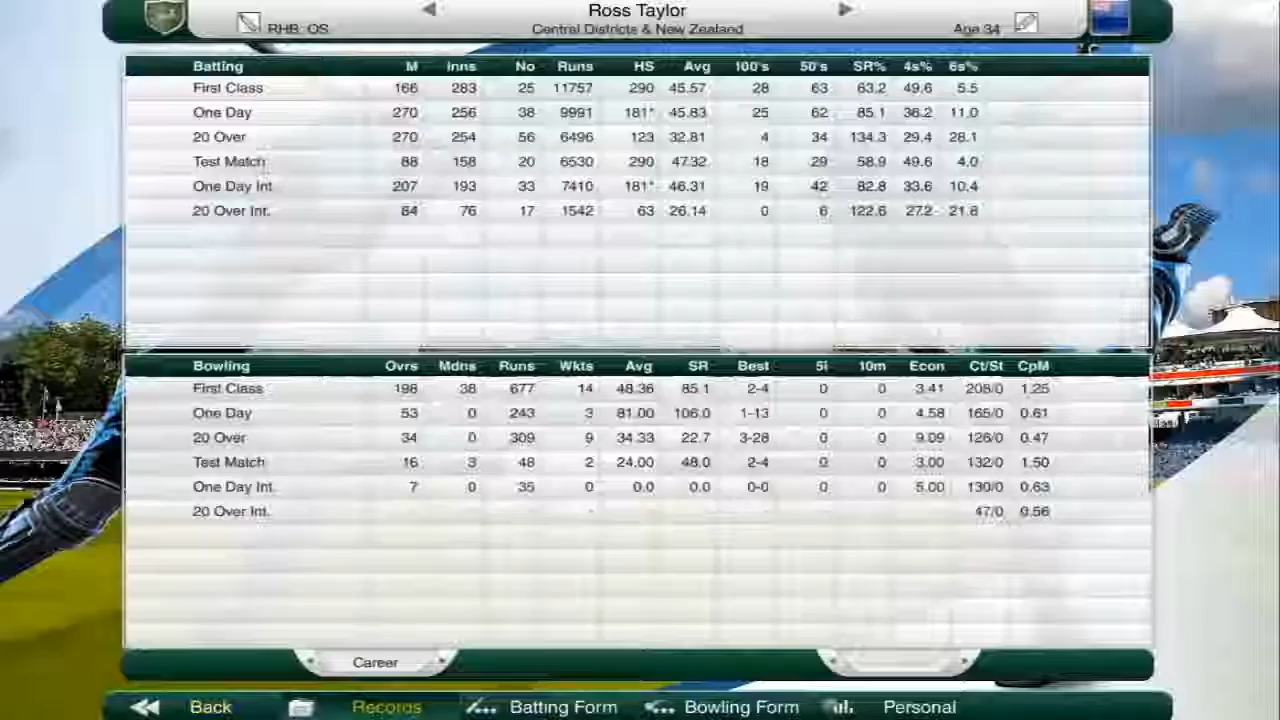 Ross Taylor
RHB: OS Central Districts & New Zealand Age 34
Batting M Inns No Runs HS Avg 100's 50's SR% 4s% 6s%
First Class 166 283 25 11757 290 45.57 28 63 63.2 49.6 5.5
One Day 270 256 38 9991 181* 45.83 25 62 85.1 36.2 11.0
20 Over 270 254 56 6496 123 32.81 4 34 134.3 29.4 28.1
Test Match 88 158 20 6530 290 47.32 18 29 58.9 49.6 4.0
One Day Int. 207 193 33 7410 181* 46.31 19 42 82.8 33.6 10.4
20 Over Int. 84 76 17 1542 63 26.14 0 6 122.6 27.2 21.8
Bowling Ovrs Mdns Runs Wkts Avg SR Best 5i 10m Econ Ct/St CpM
First Class 198 38 677 14 48.36 85.1 2-4 0 0 3.41 208/0 1.25
One Day 53 0 243 3 81.00 106.0 1-13 0 0 4.58 165/0 0.61
20 Over 34 0 309 9 34.33 22.7 3-28 0 0 9.09 126/0 0.47
Test Match 16 3 48 2 24.00 48.0 2-4 0 0 3.00 132/0 1.50
One Day Int. 7 0 35 0 0.0 0.0 0-0 0 0 5.00 130/0 0.63
20 Over Int. 47/0 0.56
Career
Back Records Batting Form Bowling Form Personal